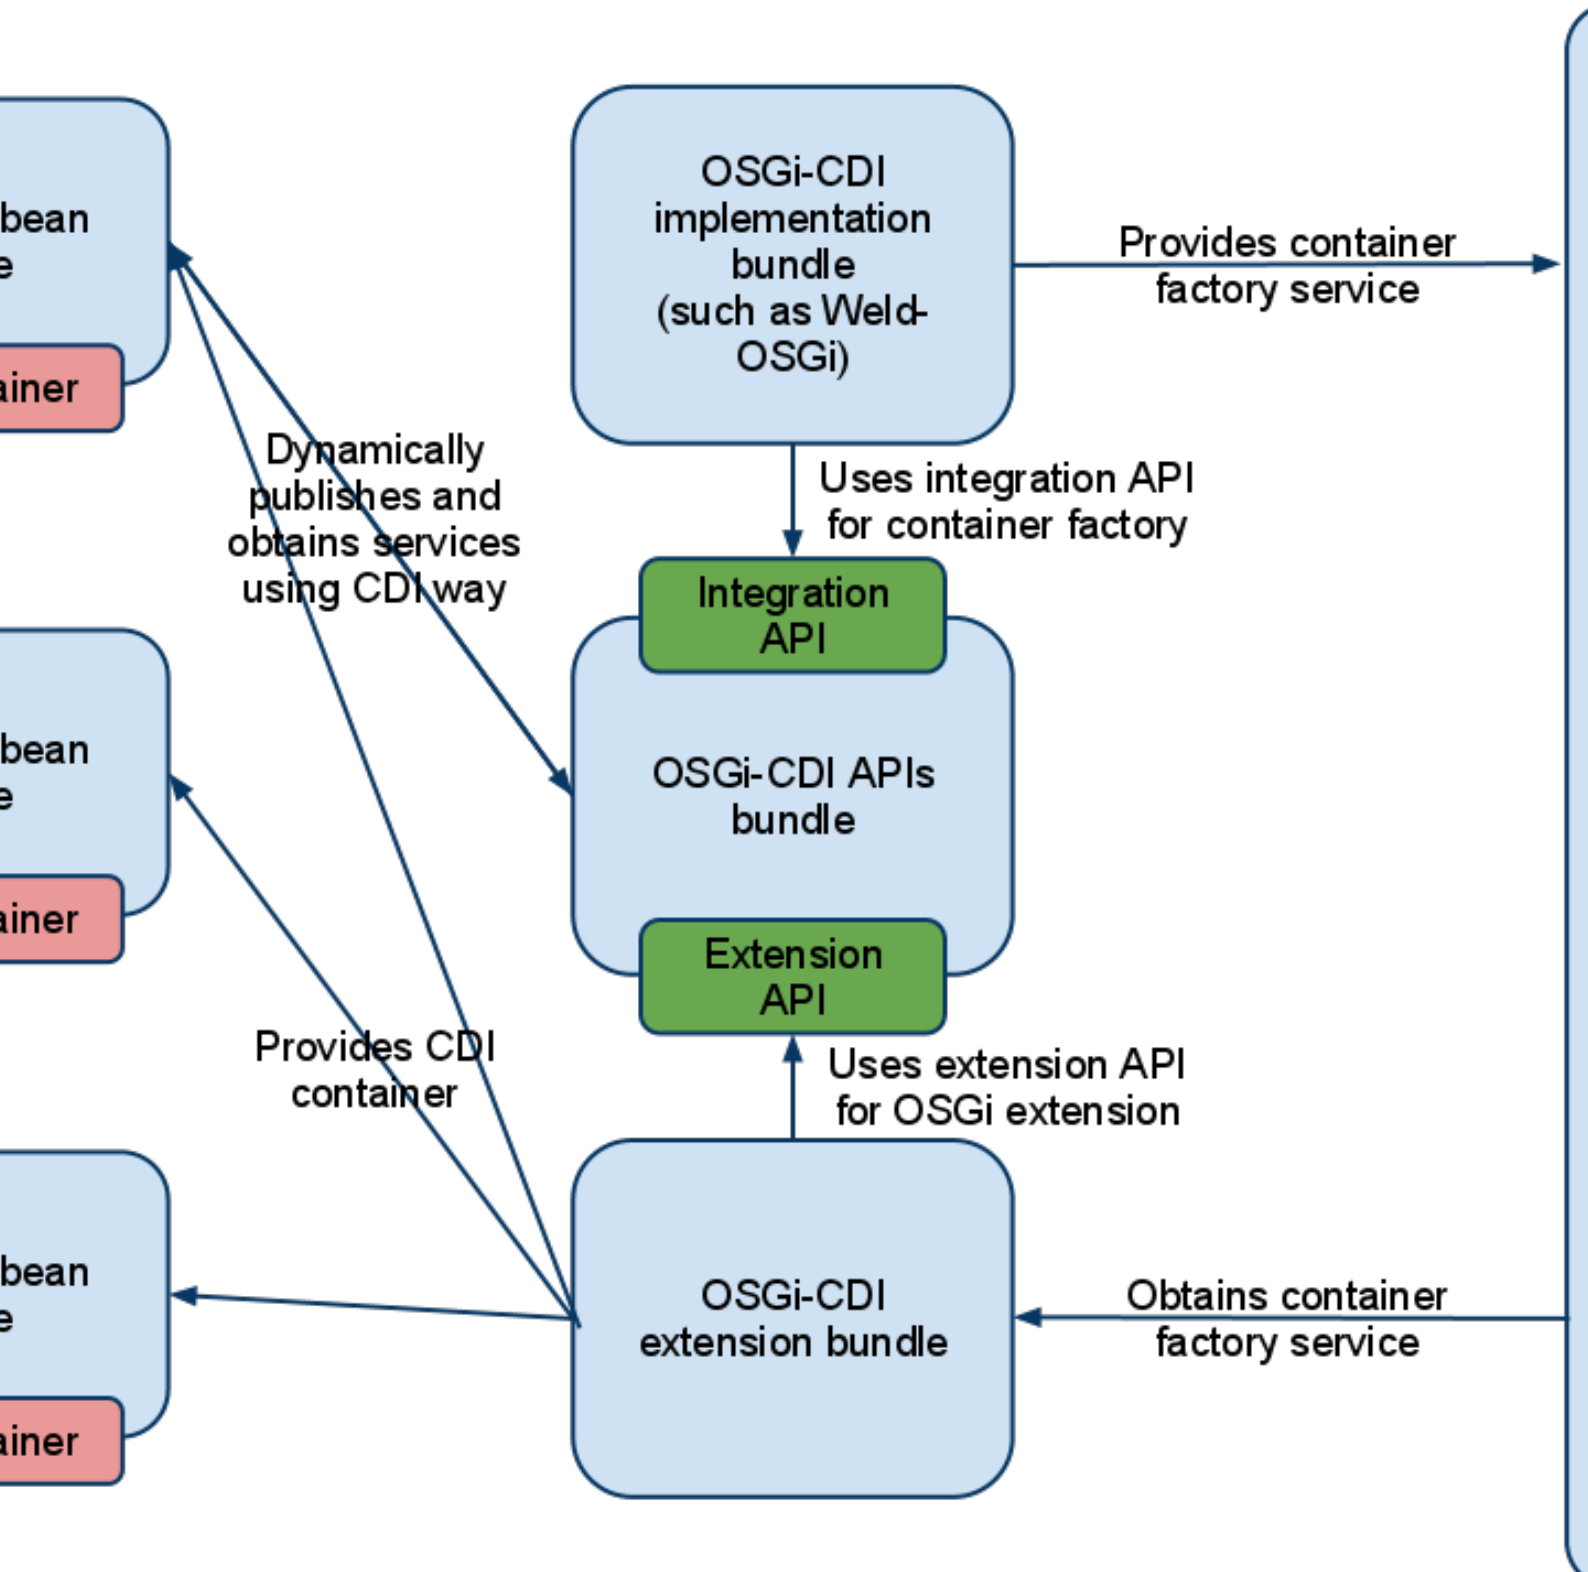 OSGi-CDI
implementation
bundle
(such as Weld-
OSGi)
Provides container
factory service
bean
e
ainer
Dynamically
publishes and
obtains services
using CDI way
Uses integration API
for container factory
Integration
API
bean
e
ainer
OSGi-CDI APIs
bundle
Extension
API
Provides CDI
container
Uses extension API
for OSGi extension
bean
e
ainer
OSGi-CDI
extension bundle
Obtains container
factory service